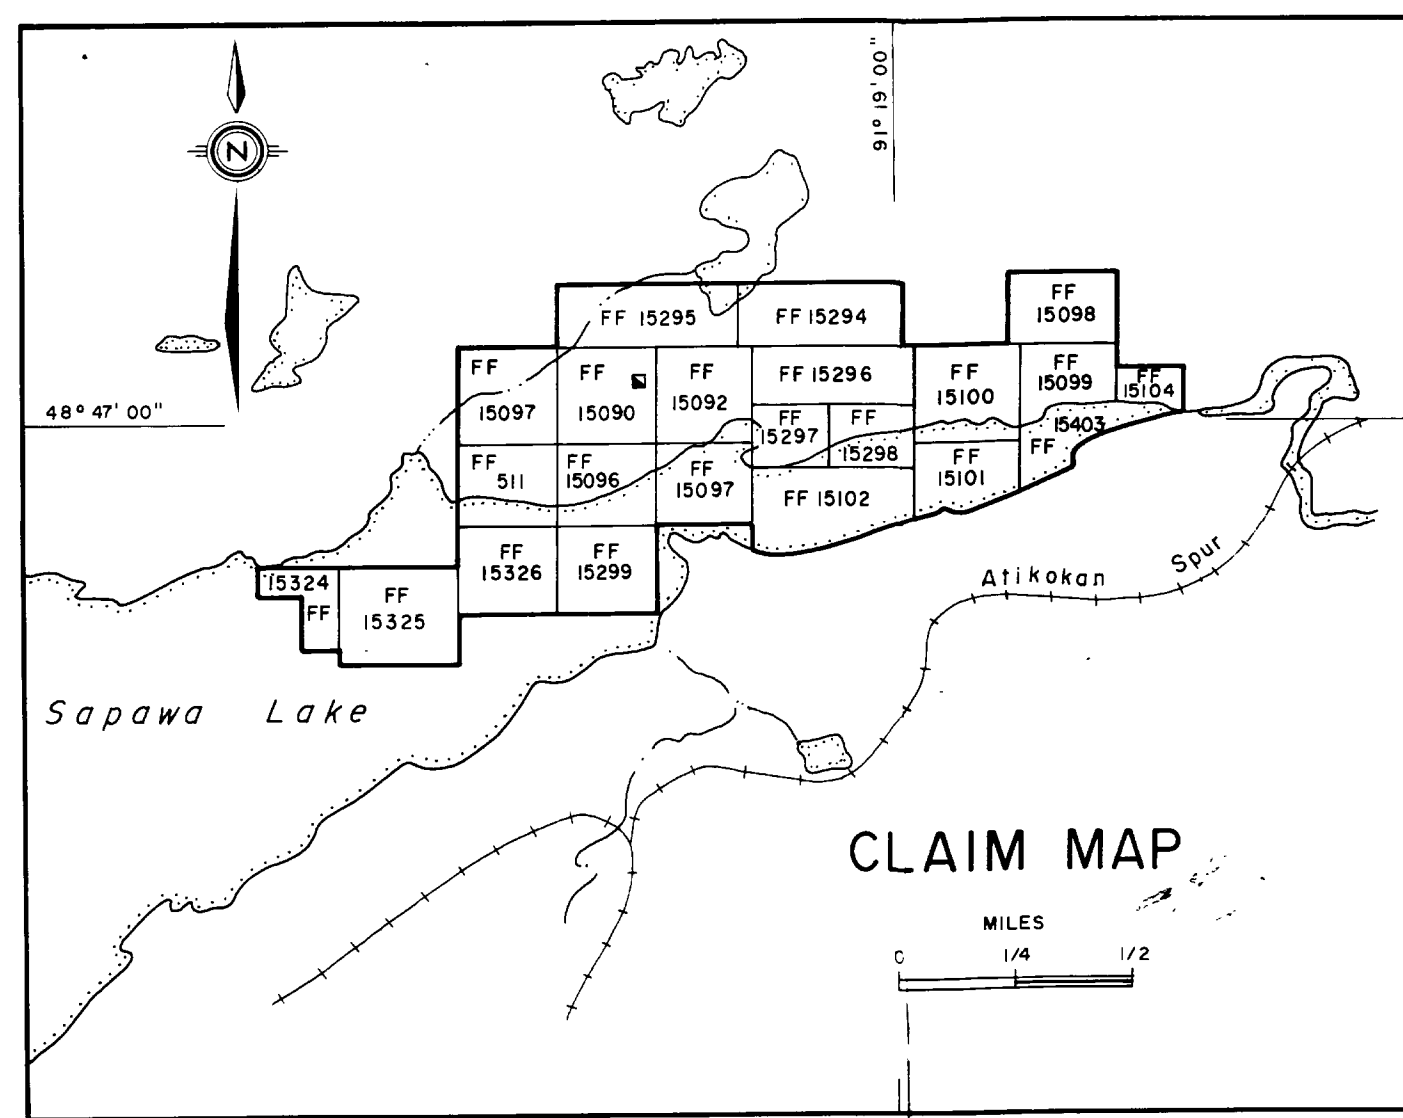 N
91° 19' 00"
48° 47' 00"
FF 15295
FF 15294
FF
15098
FF
15097
FF
15090
FF
15092
FF 15296
FF
15100
FF
15099
FF
15104
FF
15297
FF
15298
15403
FF
FF
511
FF
15096
FF
15097
FF 15102
FF
15101
FF
15326
FF
15299
15324
FF
FF
15325
Atikokan Spur
Sapawa Lake
CLAIM MAP
MILES
0 1/4 1/2